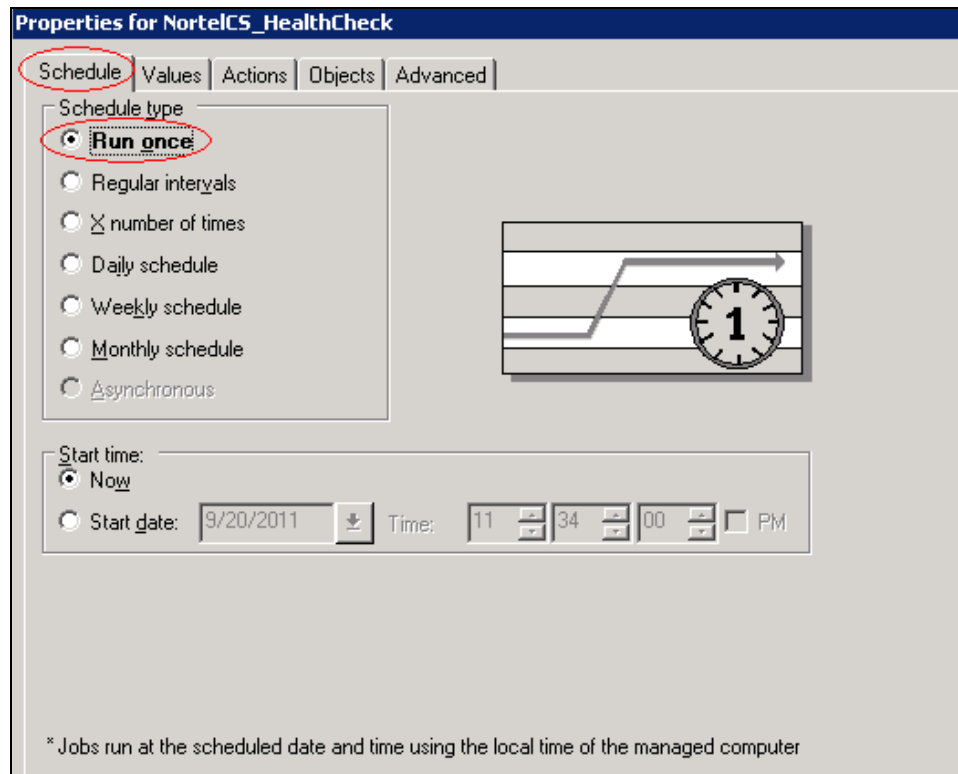 Properties for NortelCS_HealthCheck
Schedule Values Actions Objects Advanced
Schedule type
Run once
Regular intervals
X number of times
Daily schedule
Weekly schedule
Monthly schedule
Asynchronous
1
Start time:
Now
Start date: 9/20/2011 Time: 11 34 00 PM
* Jobs run at the scheduled date and time using the local time of the managed computer